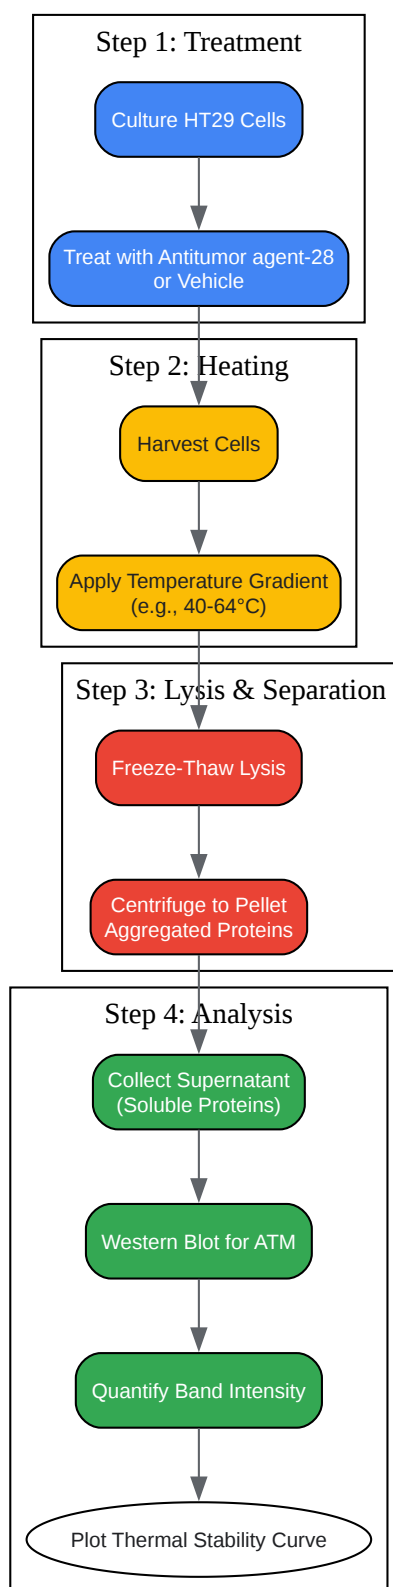 Step 1: Treatment
Culture HT29 Cells
Treat with Antitumor agent-28
or Vehicle
Step 2: Heating
Harvest Cells
Apply Temperature Gradient
(e.g., 40-64°C)
Step 3: Lysis & Separation
Freeze-Thaw Lysis
Centrifuge to Pellet
Aggregated Proteins
Step 4: Analysis
Collect Supernatant
(Soluble Proteins)
Western Blot for ATM
Quantify Band Intensity
Plot Thermal Stability Curve